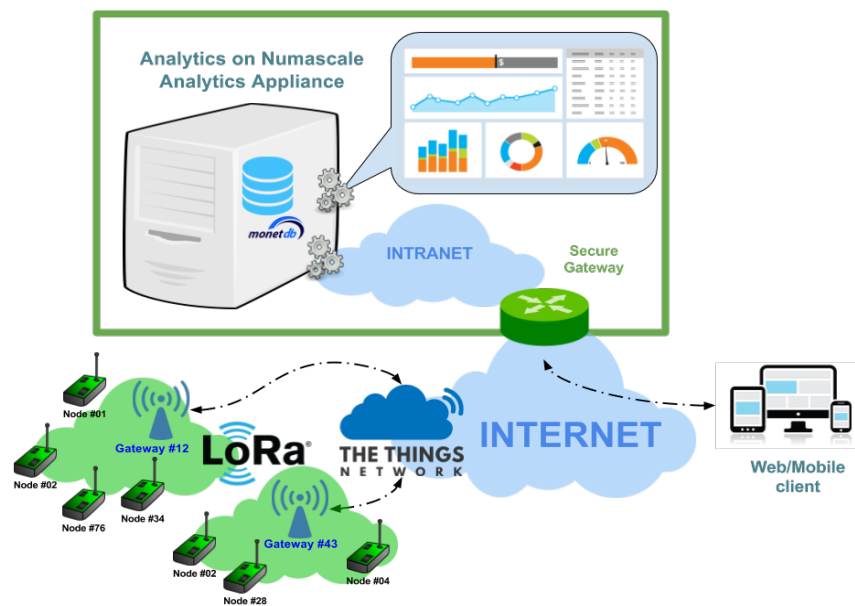 Analytics on Numascale
Analytics Appliance
$
monetdb
INTRANET
Secure
Gateway
Node #01
Gateway #12
LoRa®
Node #02
Node #76
Node #34
THE THINGS
NETWORK
INTERNET
Web/Mobile
client
Gateway #43
Node #02
Node #28
Node #04